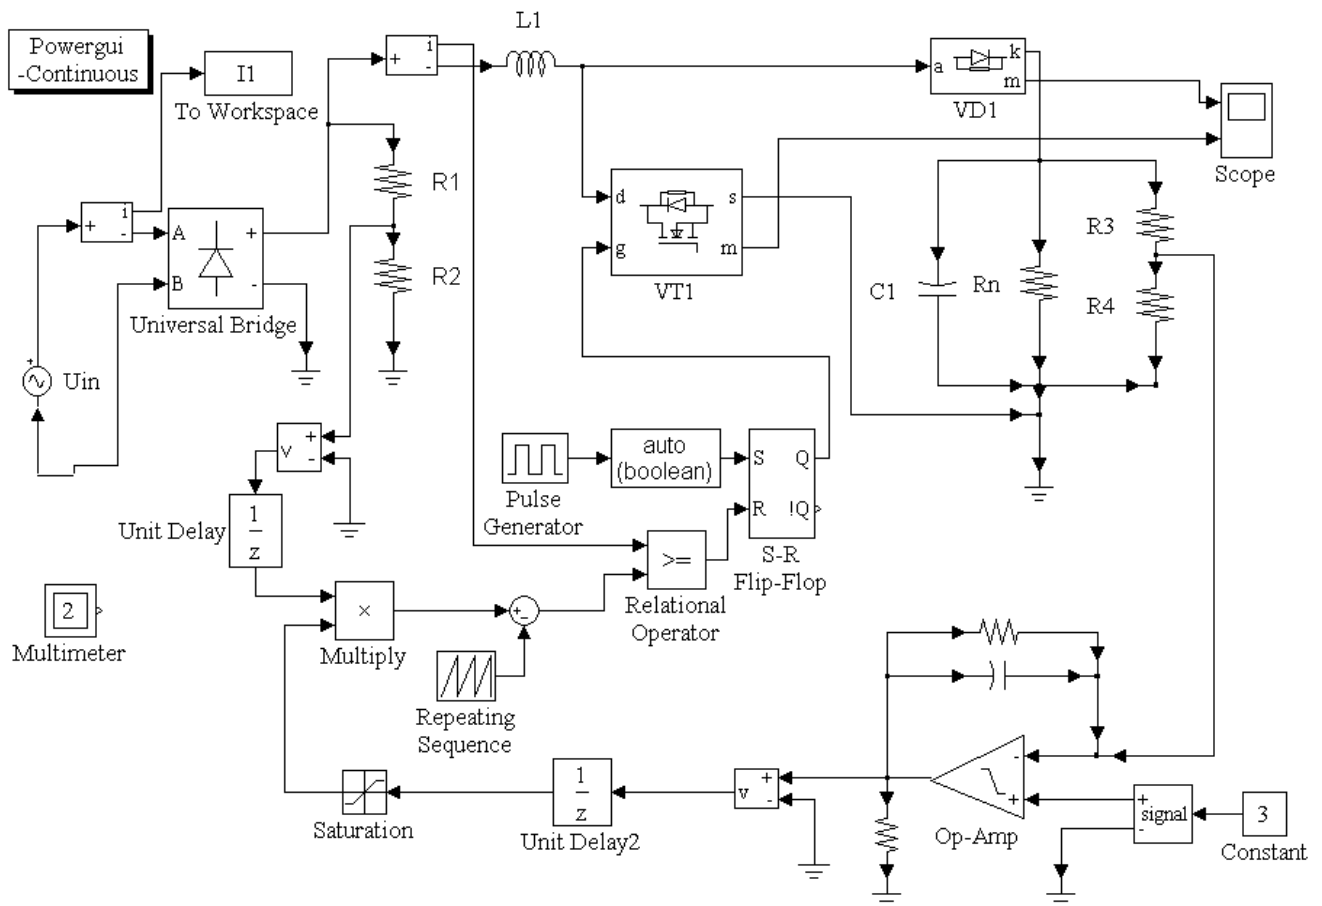 Powergui
-Continuous
I1
To Workspace
+
i
-
L1
a
k
m
VD1
Scope
R1
R2
+
i
-
A
B
+
-
Universal Bridge
d
g
s
m
VT1
C1
Rn
R3
R4
+
Uin
+
-
v
Pulse
Generator
auto
(boolean)
S
Q
R
!Q
S-R
Flip-Flop
Unit Delay
1
z
>=
Relational
Operator
2
Multimeter
×
Multiply
+
-
Repeating
Sequence
Saturation
1
z
Unit Delay2
+
-
v
-
+
Op-Amp
+
signal
-
3
Constant